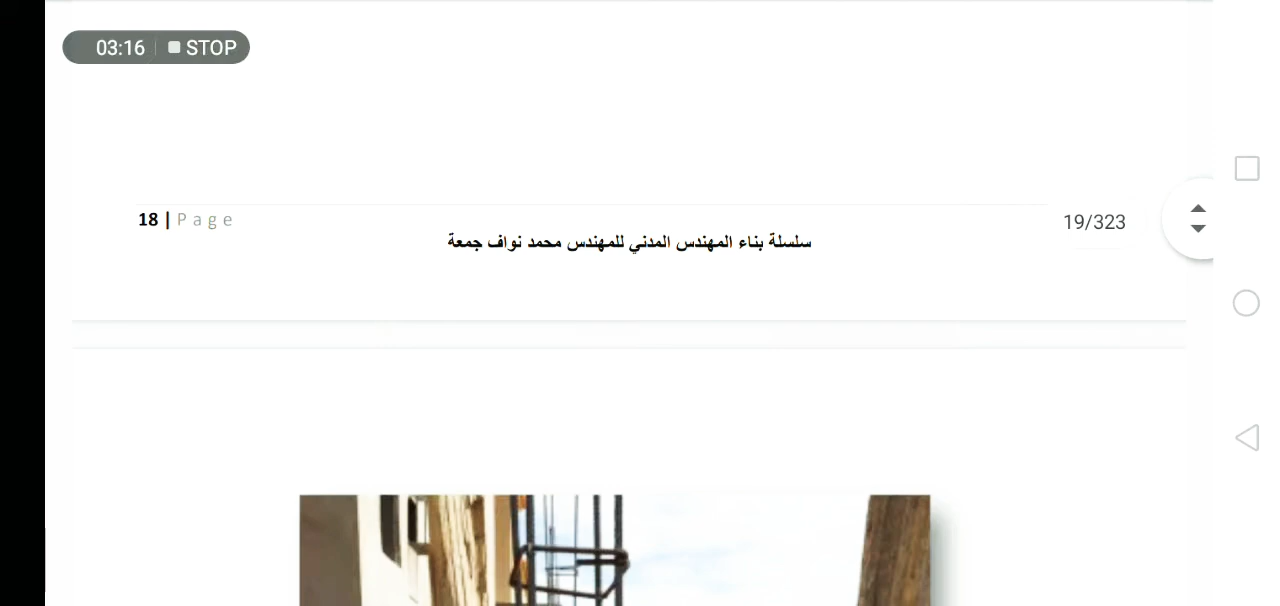 03:16 STOP
18 | Page
19/323
سلسلة بناء المهندس المدني للمهندس محمد نواف جمعة